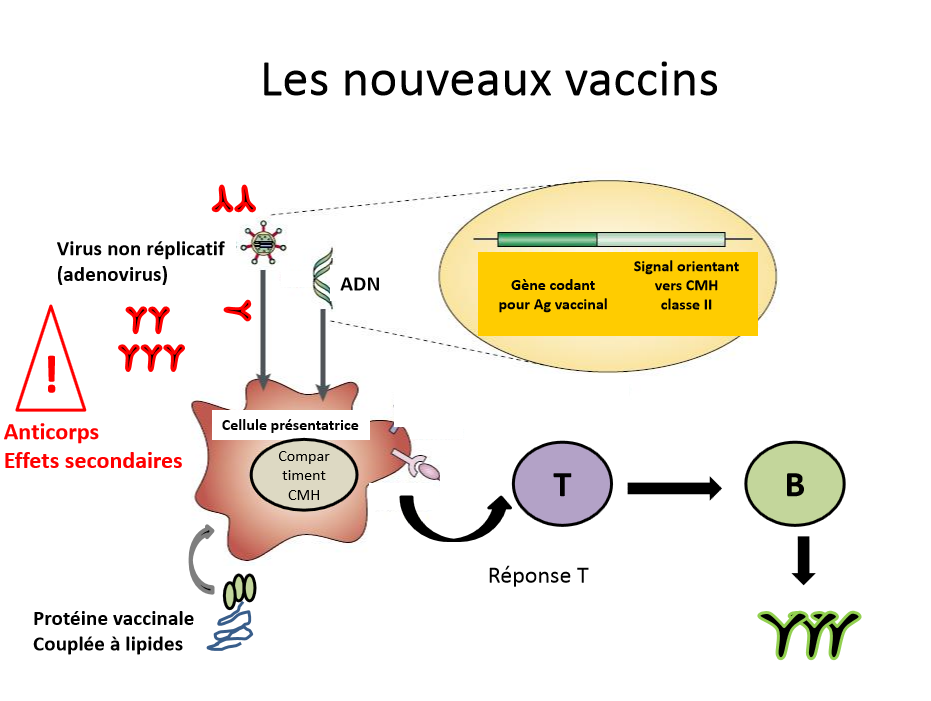 Les nouveaux vaccins
Virus non réplicatif
(adenovirus)
ADN
Gène codant
pour Ag vaccinal
Signal orientant
vers CMH
classe II
!
Anticorps
Effets secondaires
Cellule présentatrice
Compar
timent
CMH
T
B
Réponse T
Protéine vaccinale
Couplée à lipides